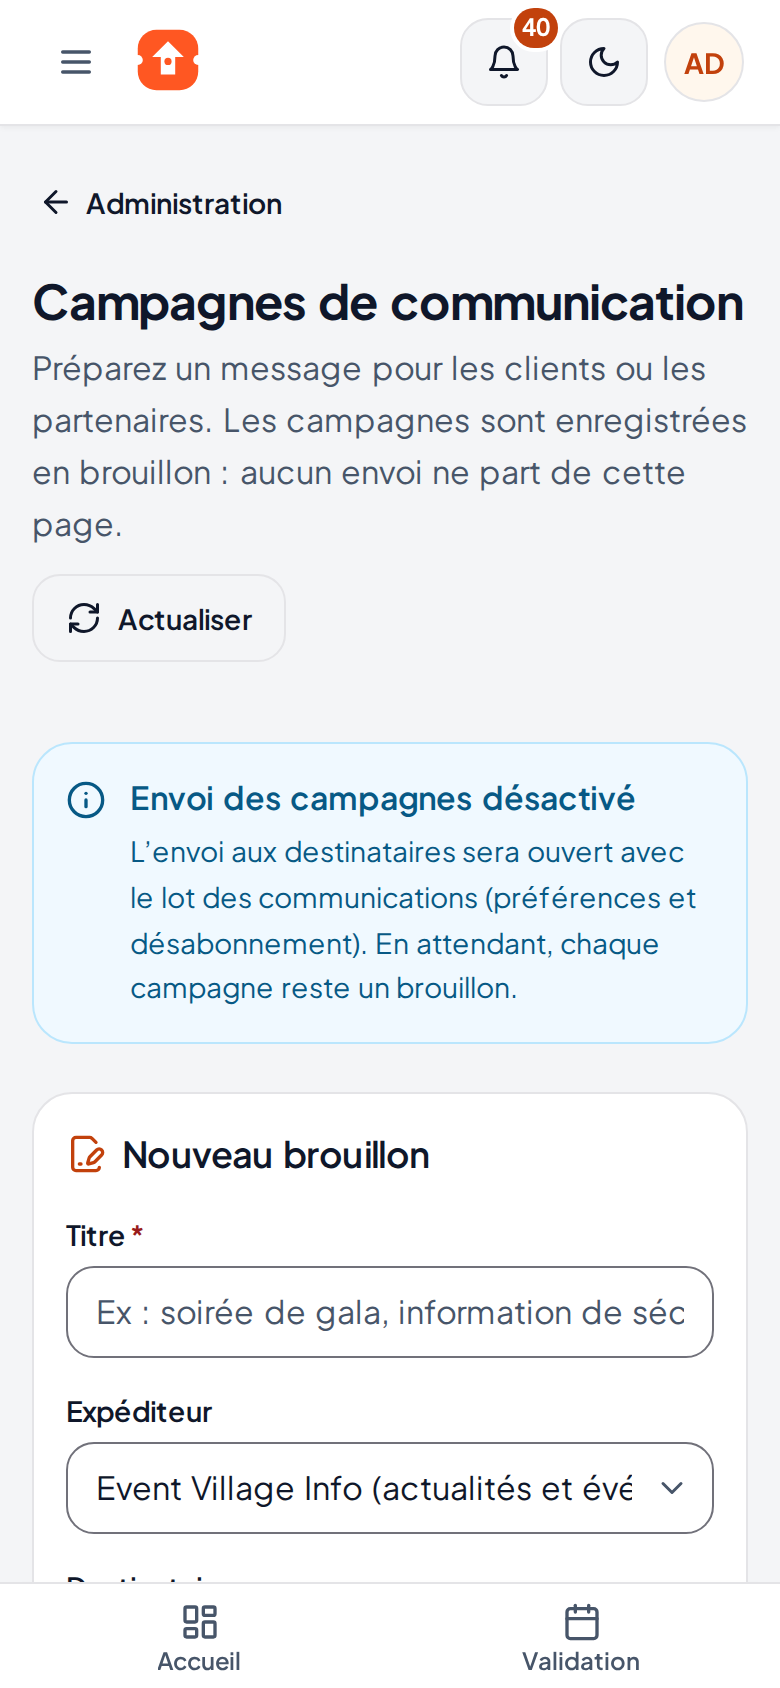 40
AD
Administration
Campagnes de communication
Préparez un message pour les clients ou les
partenaires. Les campagnes sont enregistrées
en brouillon : aucun envoi ne part de cette
page.
Actualiser
Envoi des campagnes désactivé
L’envoi aux destinataires sera ouvert avec
le lot des communications (préférences et
désabonnement). En attendant, chaque
campagne reste un brouillon.
Nouveau brouillon
Titre *
Ex : soirée de gala, information de séc
Expéditeur
Event Village Info (actualités et évé
Accueil
Validation